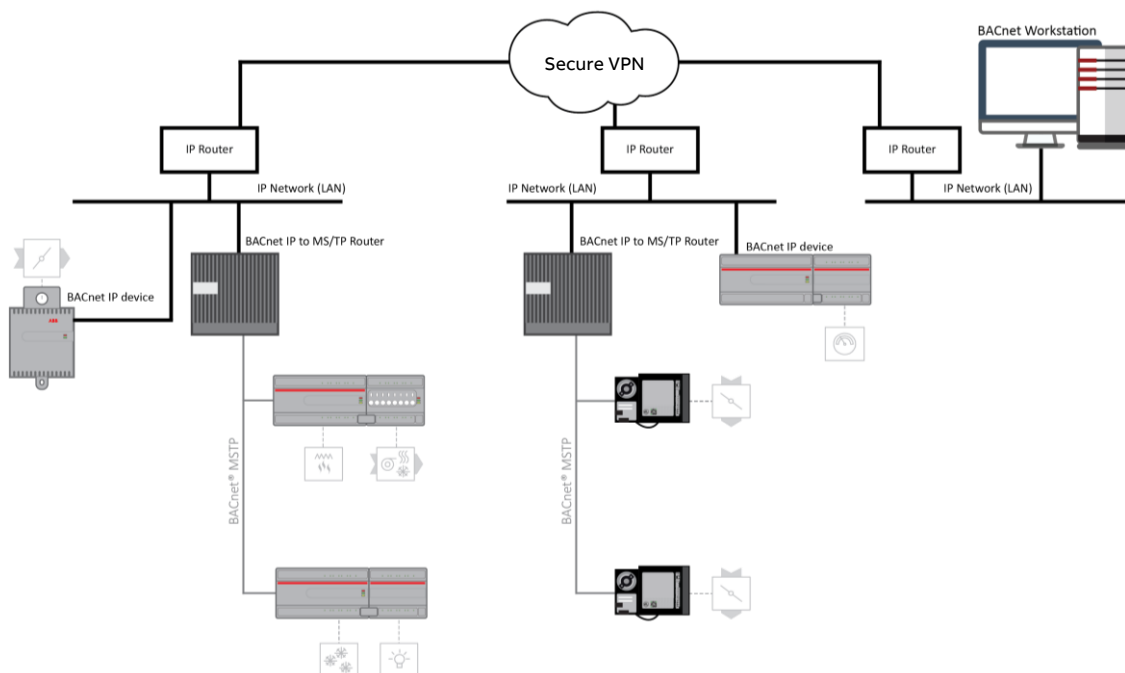 BACnet Workstation
Secure VPN
IP Router
IP Router
IP Router
IP Network (LAN)
IP Network (LAN)
IP Network (LAN)
BACnet IP to MS/TP Router
BACnet IP to MS/TP Router
BACnet IP device
BACnet IP device
ABB
BACnet® MSTP
BACnet® MSTP